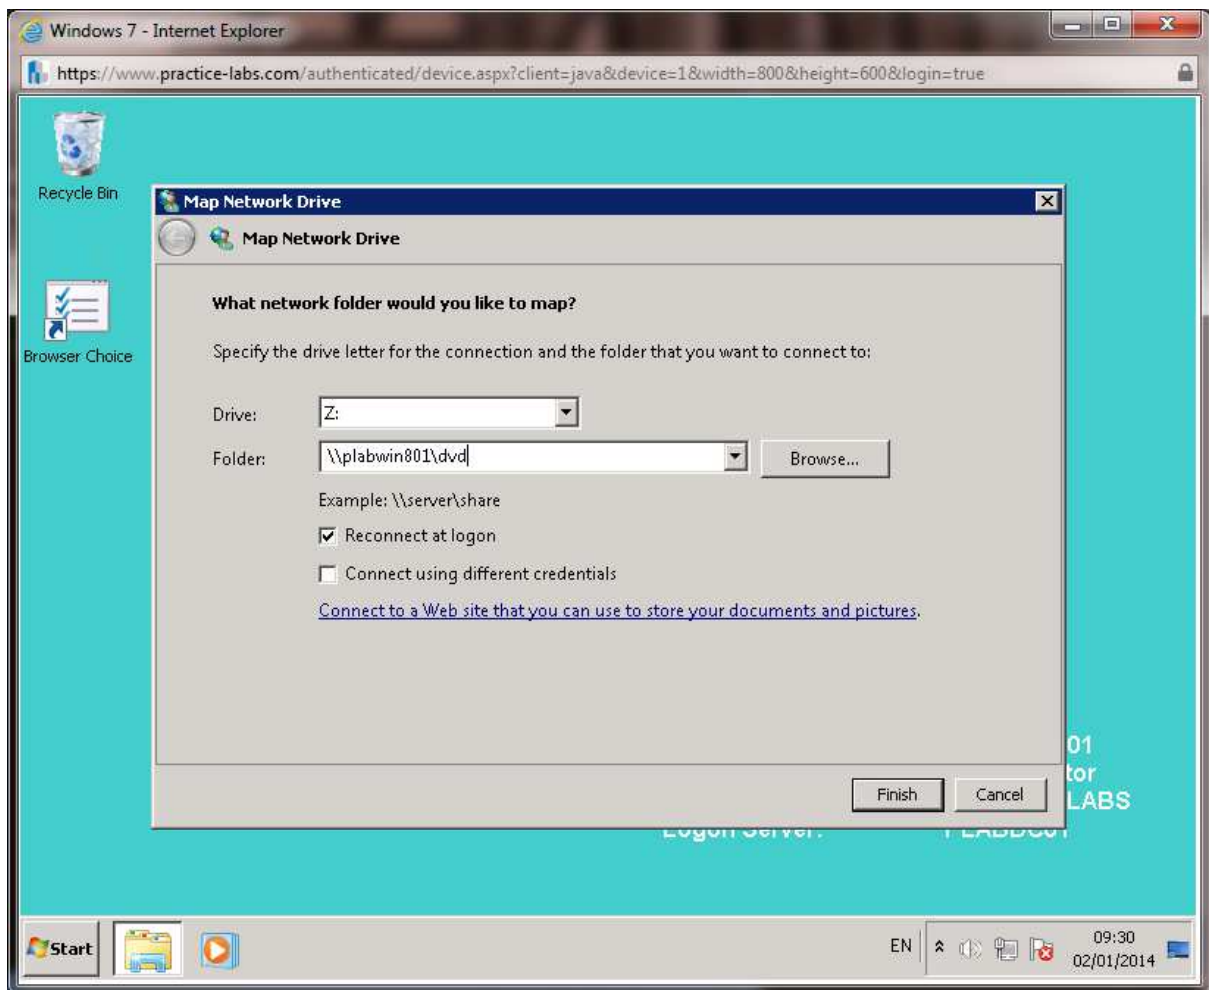 Windows 7 - Internet Explorer
https://www.practice-labs.com/authenticated/device.aspx?client=java&device=1&width=800&height=600&login=true
Recycle Bin
Browser Choice
Map Network Drive
Map Network Drive
What network folder would you like to map?
Specify the drive letter for the connection and the folder that you want to connect to:
Drive: Z:
Folder: \\plabwin801\dvd Browse...
Example: \\server\share
Reconnect at logon
Connect using different credentials
Connect to a Web site that you can use to store your documents and pictures.
01
tor
LABS
Finish Cancel
Logon Server: PLABDC01
Start EN 09:30
02/01/2014